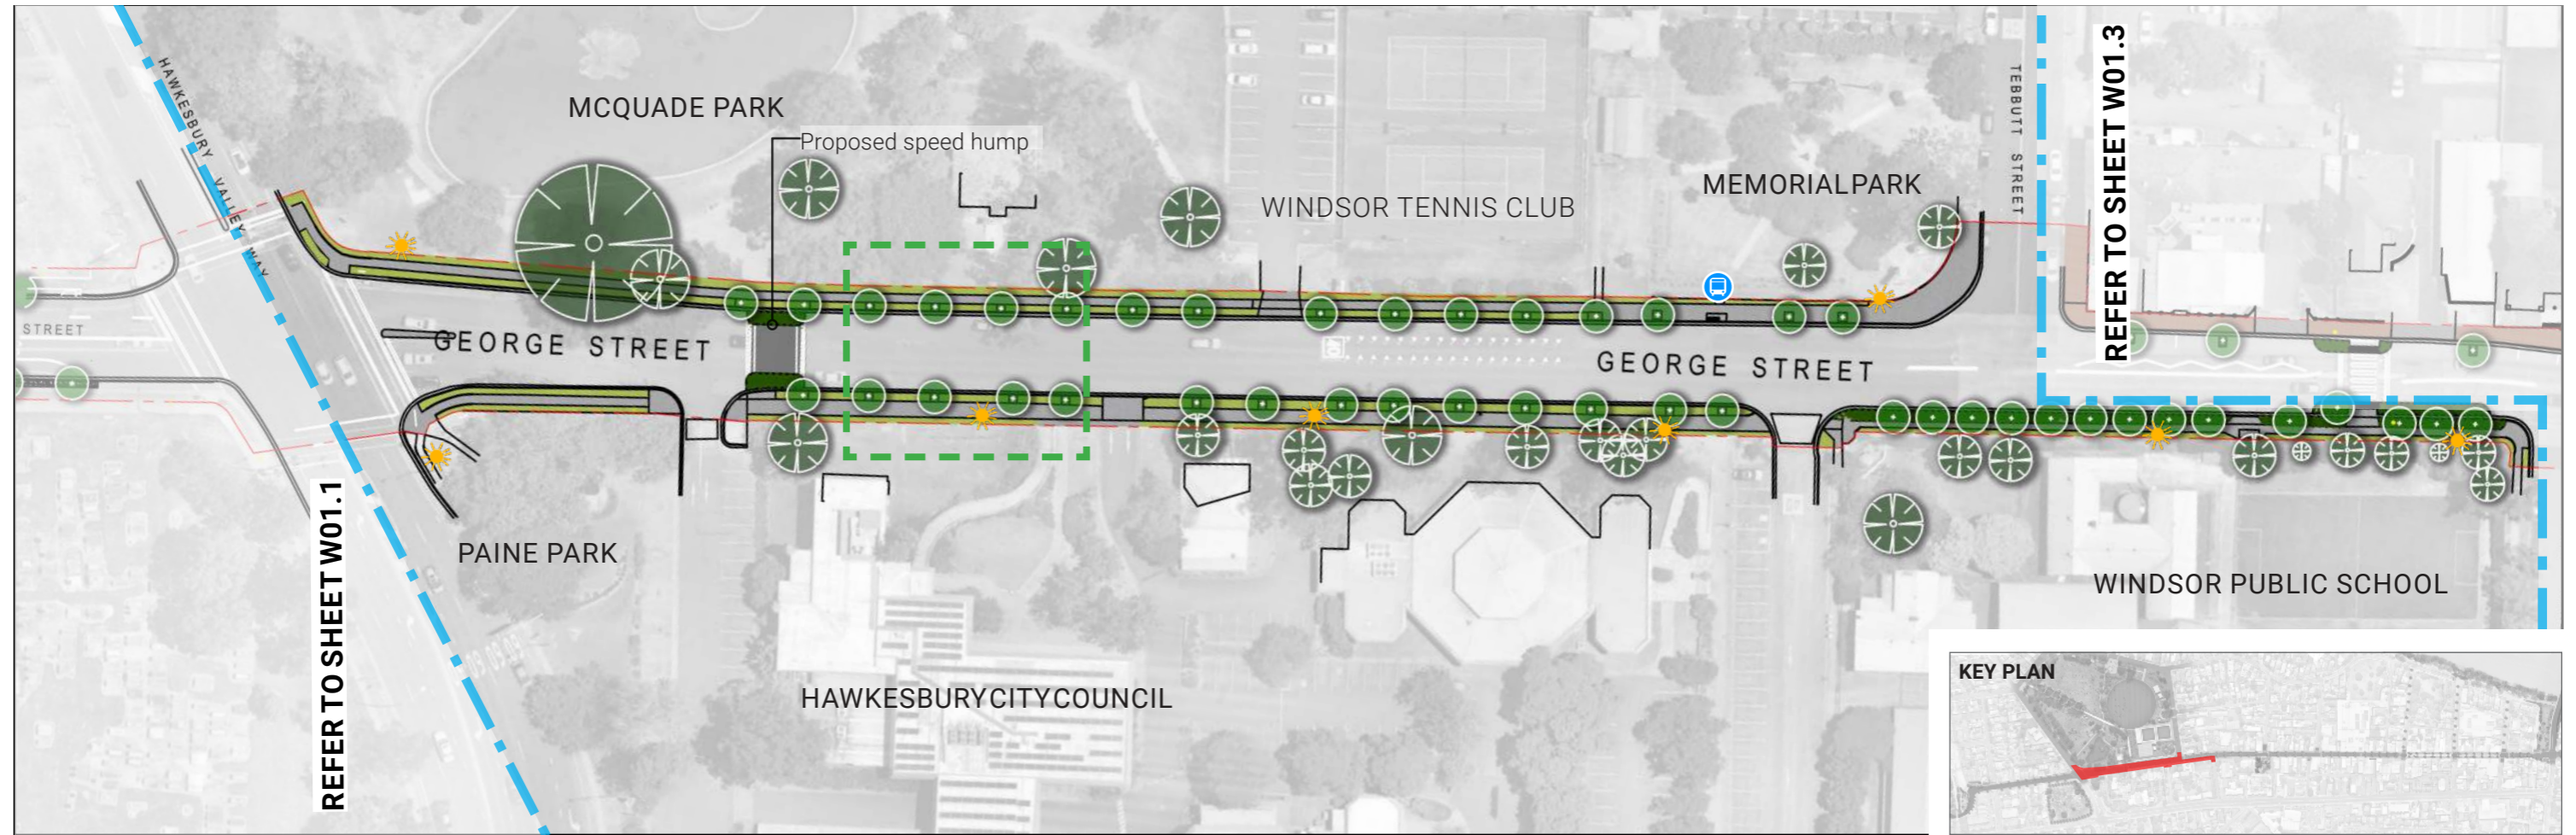 HAWKESBURY VALLEY WAY
MCQUADE PARK
Proposed speed hump
WINDSOR TENNIS CLUB
MEMORIALPARK
TEBBUTT STREET
REFER TO SHEET W01.3
STREET
GEORGE STREET
GEORGE STREET
REFER TO SHEET W01.1
PAINE PARK
HAWKESBURYCITYCOUNCIL
WINDSOR PUBLIC SCHOOL
KEY PLAN